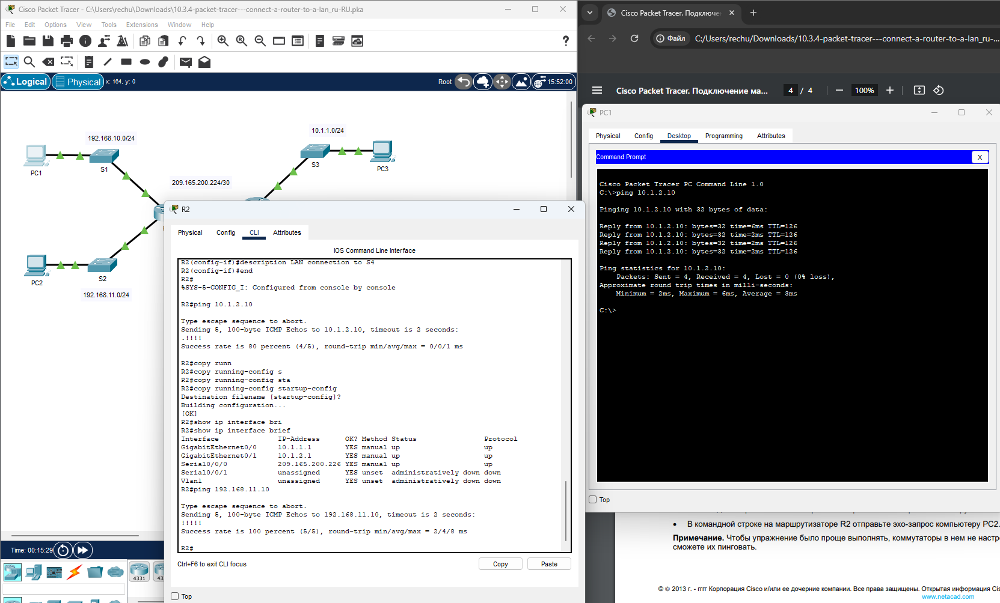 Cisco Packet Tracer - C:\Users\rechu\Downloads\10.3.4-packet-tracer---connect-a-router-to-a-lan_ru-RU.pka
File Edit Options View Tools Extensions Window Help
?
Logical Physical x: 164, y: 0 Root 15:52:00
192.168.10.0/24
PC1
S1
10.1.1.0/24
S3
PC3
209.165.200.224/30
PC2
S2
192.168.11.0/24
Time: 00:15:29
4331
R2
Physical Config CLI Attributes
IOS Command Line Interface
R2(config-if)#description LAN connection to S4
R2(config-if)#end
R2#
%SYS-5-CONFIG_I: Configured from console by console
R2#ping 10.1.2.10
Type escape sequence to abort.
Sending 5, 100-byte ICMP Echos to 10.1.2.10, timeout is 2 seconds:
.!!!!
Success rate is 80 percent (4/5), round-trip min/avg/max = 0/0/1 ms
R2#copy runn
R2#copy running-config s
R2#copy running-config sta
R2#copy running-config startup-config
Destination filename [startup-config]?
Building configuration...
[OK]
R2#show ip interface bri
R2#show ip interface brief
Interface IP-Address OK? Method Status Protocol
GigabitEthernet0/0 10.1.1.1 YES manual up up
GigabitEthernet0/1 10.1.2.1 YES manual up up
Serial0/0/0 209.165.200.226 YES manual up up
Serial0/0/1 unassigned YES unset administratively down down
Vlan1 unassigned YES unset administratively down down
R2#ping 192.168.11.10
Type escape sequence to abort.
Sending 5, 100-byte ICMP Echos to 192.168.11.10, timeout is 2 seconds:
!!!!!
Success rate is 100 percent (5/5), round-trip min/avg/max = 2/4/8 ms
R2#
Ctrl+F6 to exit CLI focus
Copy Paste
Top
Cisco Packet Tracer. Подключе
Файл C:/Users/rechu/Downloads/10.3.4-packet-tracer---connect-a-router-to-a-lan_ru-...
Cisco Packet Tracer. Подключение ма... 4 / 4 100%
PC1
Physical Config Desktop Programming Attributes
Command Prompt X
Cisco Packet Tracer PC Command Line 1.0
C:\>ping 10.1.2.10
Pinging 10.1.2.10 with 32 bytes of data:
Reply from 10.1.2.10: bytes=32 time=6ms TTL=126
Reply from 10.1.2.10: bytes=32 time=2ms TTL=126
Reply from 10.1.2.10: bytes=32 time=2ms TTL=126
Reply from 10.1.2.10: bytes=32 time=2ms TTL=126
Ping statistics for 10.1.2.10:
Packets: Sent = 4, Received = 4, Lost = 0 (0% loss),
Approximate round trip times in milli-seconds:
Minimum = 2ms, Maximum = 6ms, Average = 3ms
C:\>
Top
• В командной строке на маршрутизаторе R2 отправьте эхо-запрос компьютеру PC2.
Примечание. Чтобы упражнение было проще выполнять, коммутаторы в нем не настр
сможете их пинговать.
© © 2013 г. - гггг Корпорация Cisco и/или ее дочерние компании. Все права защищены. Открытая информация Cis
www.netacad.com